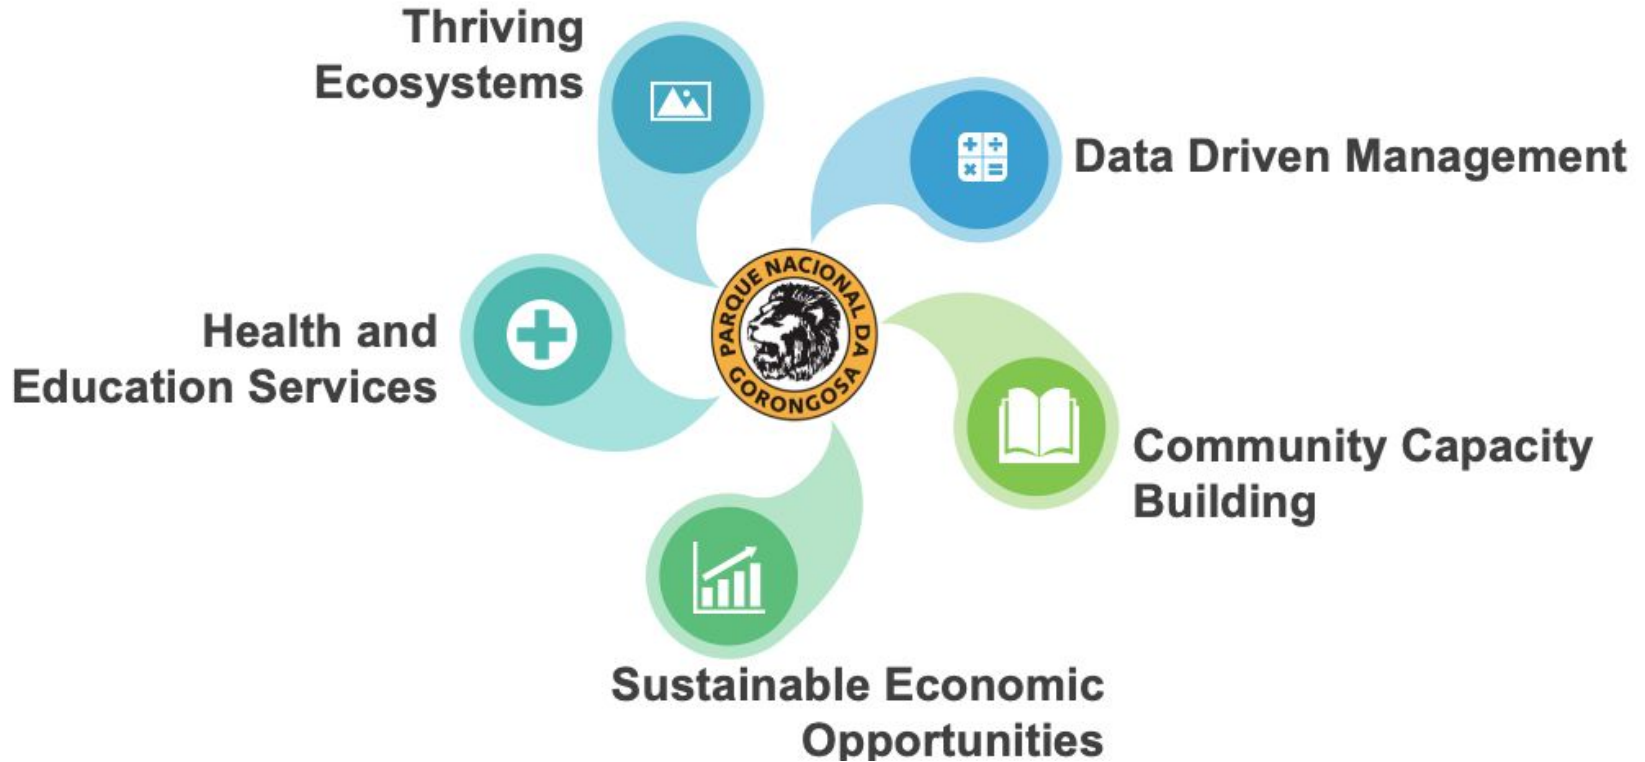 Thriving
Ecosystems
Data Driven Management
PARQUE NACIONAL DA
GORONGOSA
Health and
Education Services
Community Capacity
Building
Sustainable Economic
Opportunities